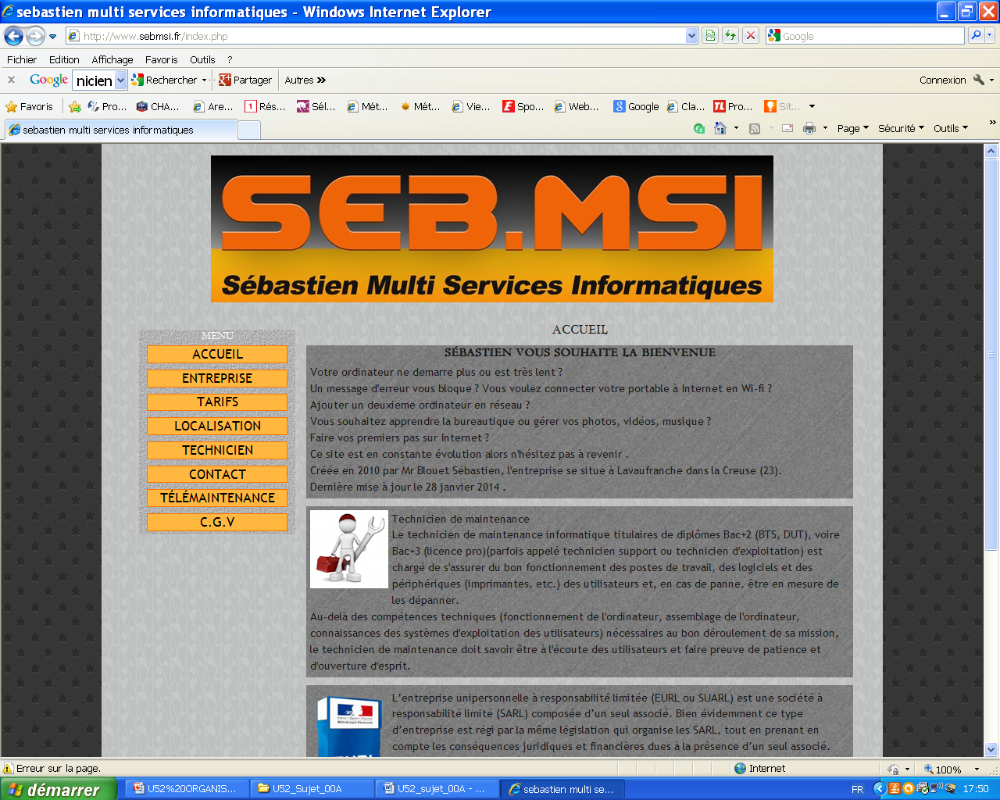 sebastien multi services informatiques - Windows Internet Explorer
http://www.sebmsi.fr/index.php
Google
Fichier Edition Affichage Favoris Outils ?
Google nicien Rechercher Partager Autres » Connexion
Favoris Pro... CHA... Are... Rés... Sél... Mét... Mét... Vie... Spo... Web... Google Cla... Pro... Sit...
sebastien multi services informatiques Page Sécurité Outils »
SEB.MSI
Sébastien Multi Services Informatiques
MENU
ACCUEIL
ENTREPRISE
TARIFS
LOCALISATION
TECHNICIEN
CONTACT
TÉLÉMAINTENANCE
C.G.V
ACCUEIL
SÉBASTIEN VOUS SOUHAITE LA BIENVENUE
Votre ordinateur ne demarre plus ou est très lent ?
Un message d'erreur vous bloque ? Vous voulez connecter votre portable à Internet en Wi-fi ?
Ajouter un deuxieme ordinateur en réseau ?
Vous souhaitez apprendre la bureautique ou gérer vos photos, vidéos, musique ?
Faire vos premiers pas sur Internet ?
Ce site est en constante évolution alors n'hésitez pas à revenir .
Créée en 2010 par Mr Blouet Sébastien, l'entreprise se situe à Lavaufranche dans la Creuse (23).
Dernière mise à jour le 28 janvier 2014 .
Technicien de maintenance
Le technicien de maintenance informatique titulaires de diplômes Bac+2 (BTS, DUT), voire
Bac+3 (licence pro)(parfois appelé technicien support ou technicien d'exploitation) est
chargé de s'assurer du bon fonctionnement des postes de travail, des logiciels et des
périphériques (imprimantes, etc.) des utilisateurs et, en cas de panne, être en mesure de
les dépanner.
Au-delà des compétences techniques (fonctionnement de l'ordinateur, assemblage de l'ordinateur,
connaissances des systèmes d'exploitation des utilisateurs) nécessaires au bon déroulement de sa mission,
le technicien de maintenance doit savoir être à l'écoute des utilisateurs et faire preuve de patience et
d'ouverture d'esprit.
L’entreprise unipersonnelle à responsabilité limitée (EURL ou SUARL) est une société à
responsabilité limité (SARL) composée d’un seul associé. Bien évidemment ce type
d’entreprise est régi par la même législation qui organise les SARL, tout en prenant en
compte les conséquences juridiques et financières dues à la présence d’un seul associé.
RÉPUBLIQUE FRANÇAISE
Erreur sur la page. Internet 100%
démarrer U52%20ORGANIS... U52_Sujet_00A U52_sujet_00A - ... sebastien multi se... FR 17:50